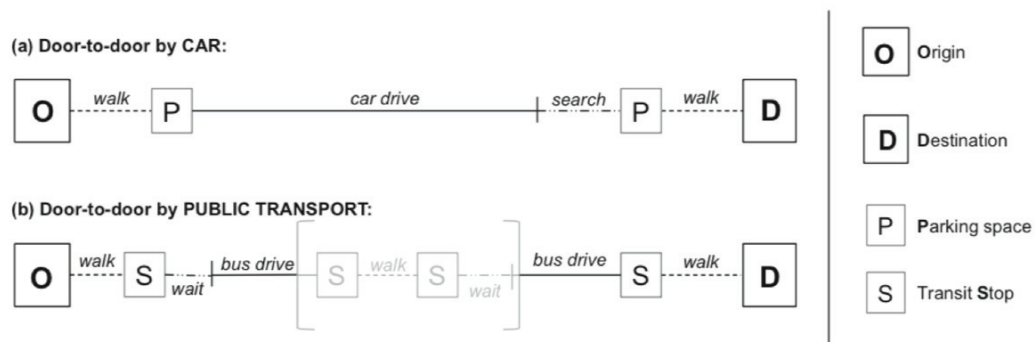 (a) Door-to-door by CAR:
O walk P car drive search P walk D
(b) Door-to-door by PUBLIC TRANSPORT:
O walk S wait bus drive S walk S wait bus drive S walk D
O Origin
D Destination
P Parking space
S Transit Stop